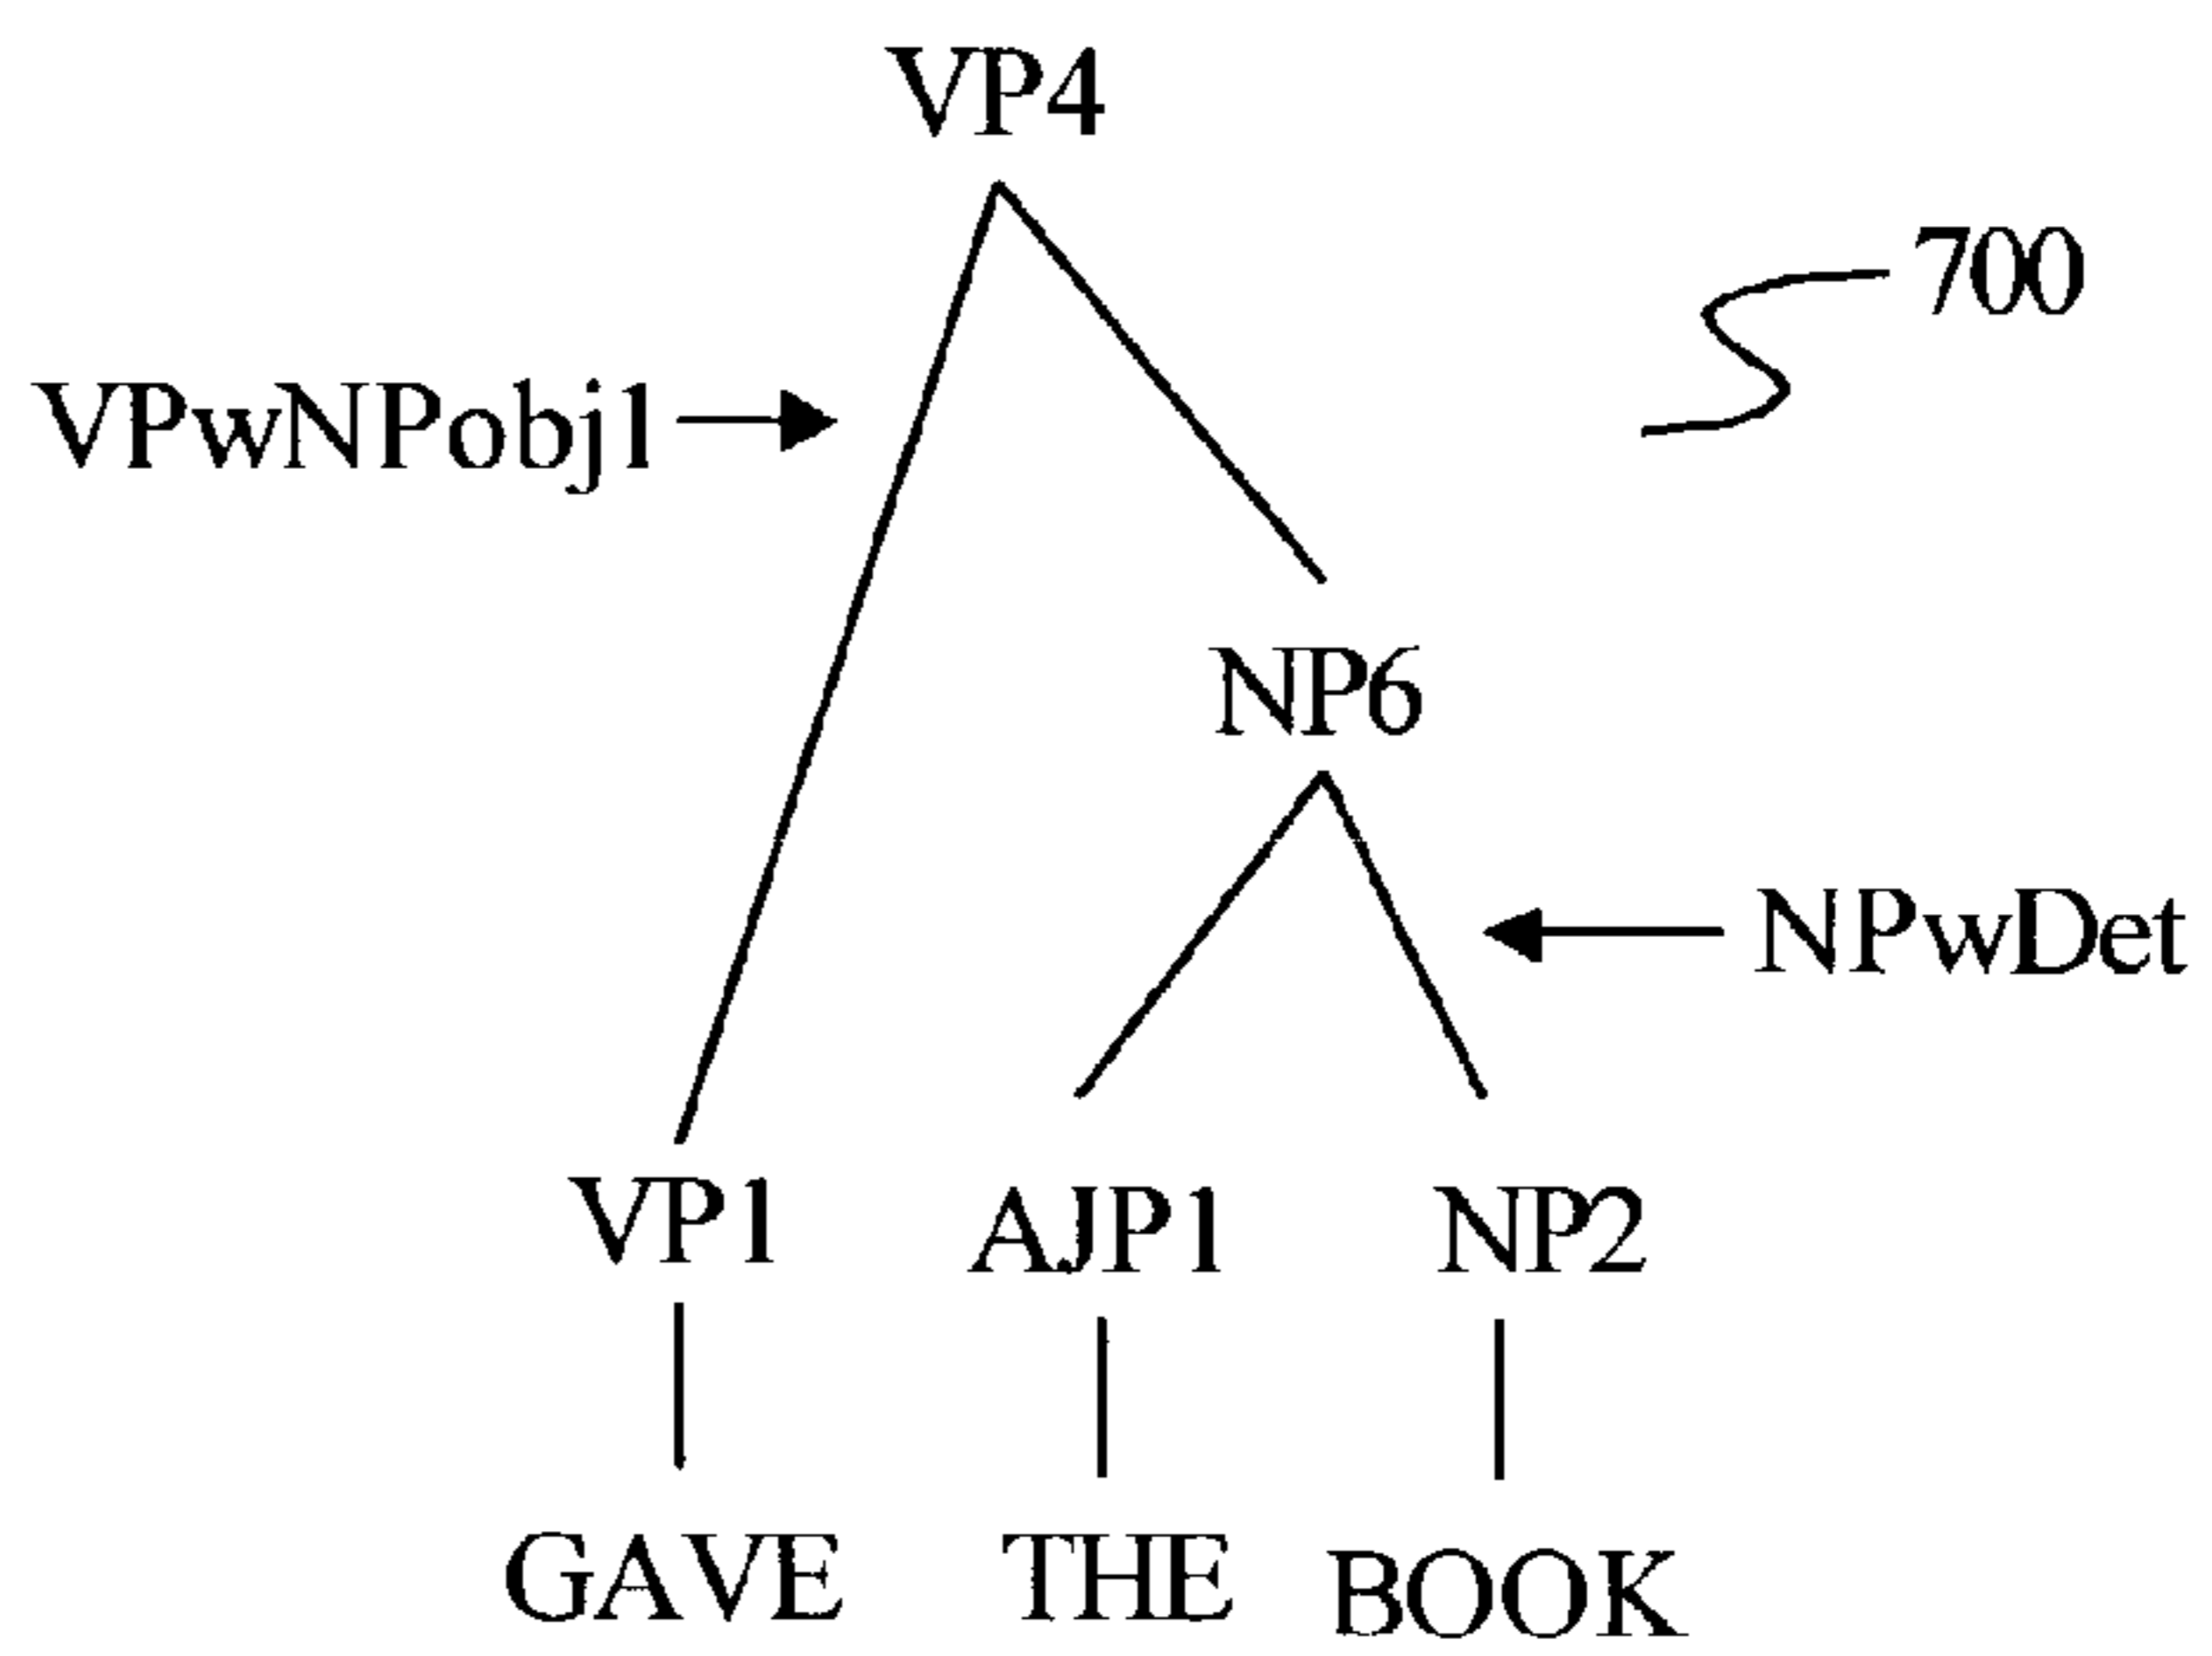 VP4
700
VPwNPobj1
NP6
NPwDet
VP1 AJP1 NP2
GAVE THE BOOK